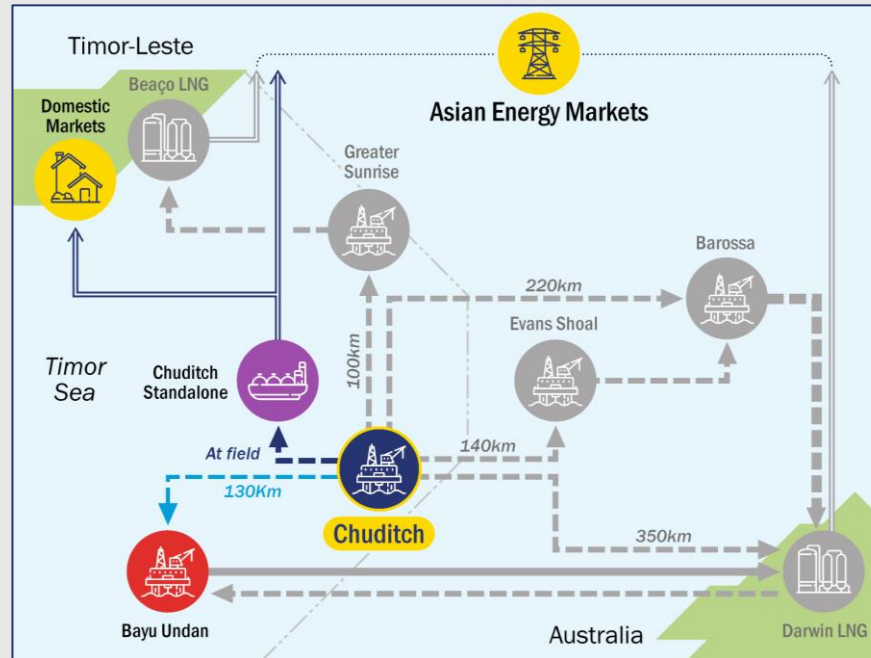 Timor-Leste
Beaço LNG
Domestic
Markets
Asian Energy Markets
Greater
Sunrise
Barossa
220km
Evans Shoal
100km
Timor
Sea
Chuditch
Standalone
At field
140km
130Km
Chuditch
350km
Bayu Undan
Australia
Darwin LNG